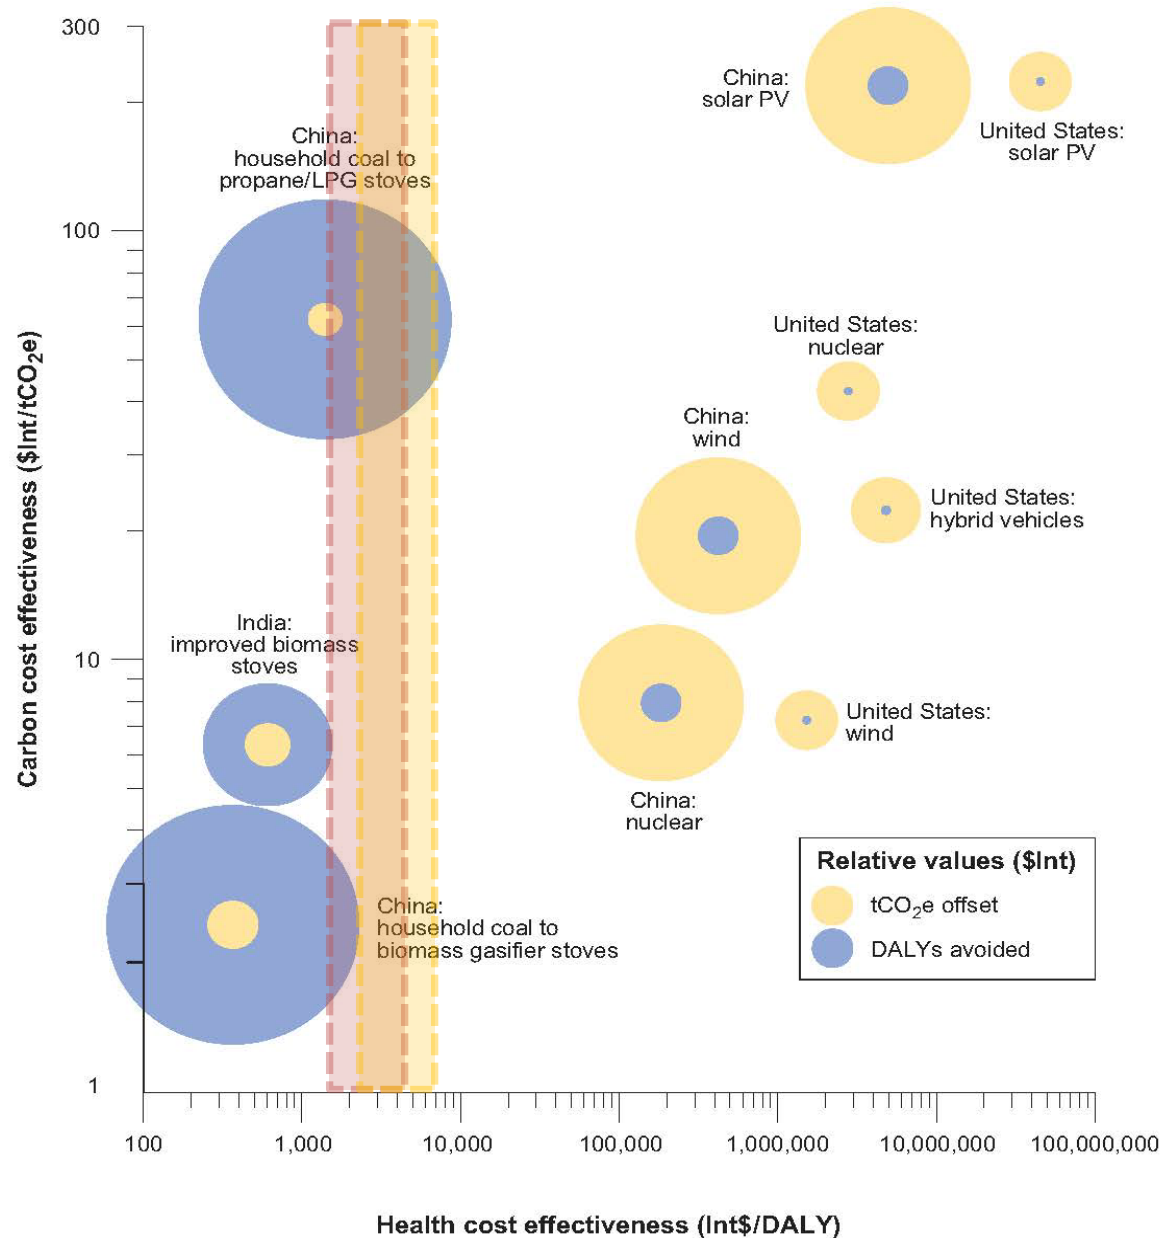 300
China:
solar PV
United States:
solar PV
China:
household coal to
propane/LPG stoves
100
United States:
nuclear
China:
wind
United States:
hybrid vehicles
Carbon cost effectiveness ($Int/tCO₂e)
India:
improved biomass
stoves
10
United States:
wind
China:
nuclear
Relative values ($Int)
tCO₂e offset
DALYs avoided
China:
household coal to
biomass gasifier stoves
1
100 1,000 10,000 100,000 1,000,000 10,000,000 100,000,000
Health cost effectiveness (Int$/DALY)